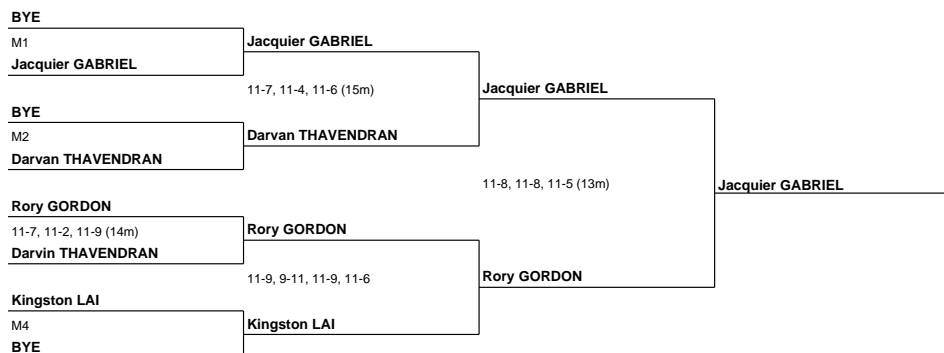 BYE
M1
Jacquier GABRIEL
BYE
M2
Darvan THAVENDRAN
Rory GORDON
11-7, 11-2, 11-9 (14m)
Darvin THAVENDRAN
Kingston LAI
M4
BYE
Jacquier GABRIEL
11-7, 11-4, 11-6 (15m)
Darvan THAVENDRAN
Rory GORDON
11-9, 9-11, 11-9, 11-6
Kingston LAI
Jacquier GABRIEL
11-8, 11-8, 11-5 (13m)
Rory GORDON
Jacquier GABRIEL